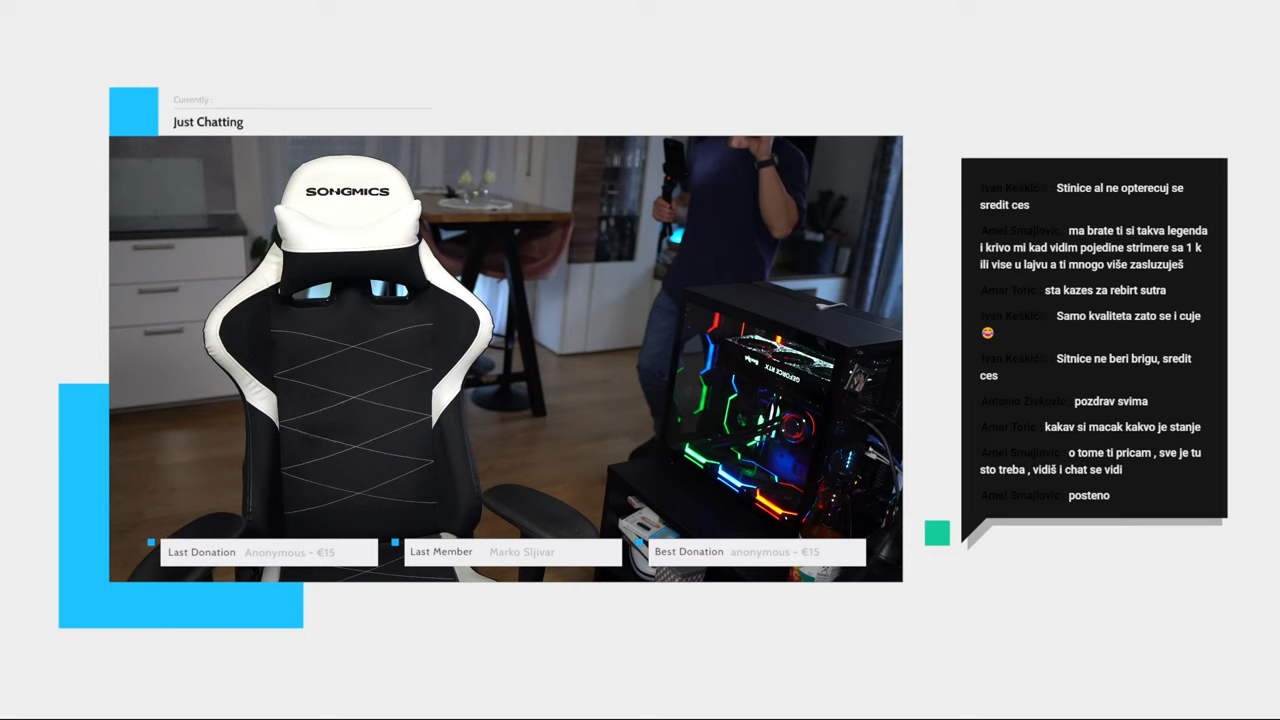 Currently :
Just Chatting
SONGMICS
GEFORCE RTX
Last Donation Anonymous - €15
Last Member Marko Sljivar
Best Donation anonymous - €15
Ivan Keškić Stinice al ne opterecuj se
sredit ces
Amel Smajlovic ma brate ti si takva legenda
i krivo mi kad vidim pojedine strimere sa 1 k
ili vise u lajvu a ti mnogo više zasluzuješ
Amar Toric sta kazes za rebirt sutra
Ivan Keškić Samo kvaliteta zato se i cuje
😄
Ivan Keškić Sitnice ne beri brigu, sredit
ces
Antonio Zivkovic pozdrav svima
Amar Toric kakav si macak kakvo je stanje
Amel Smajlovic o tome ti pricam , sve je tu
sto treba , vidiš i chat se vidi
Amel Smajlovic posteno